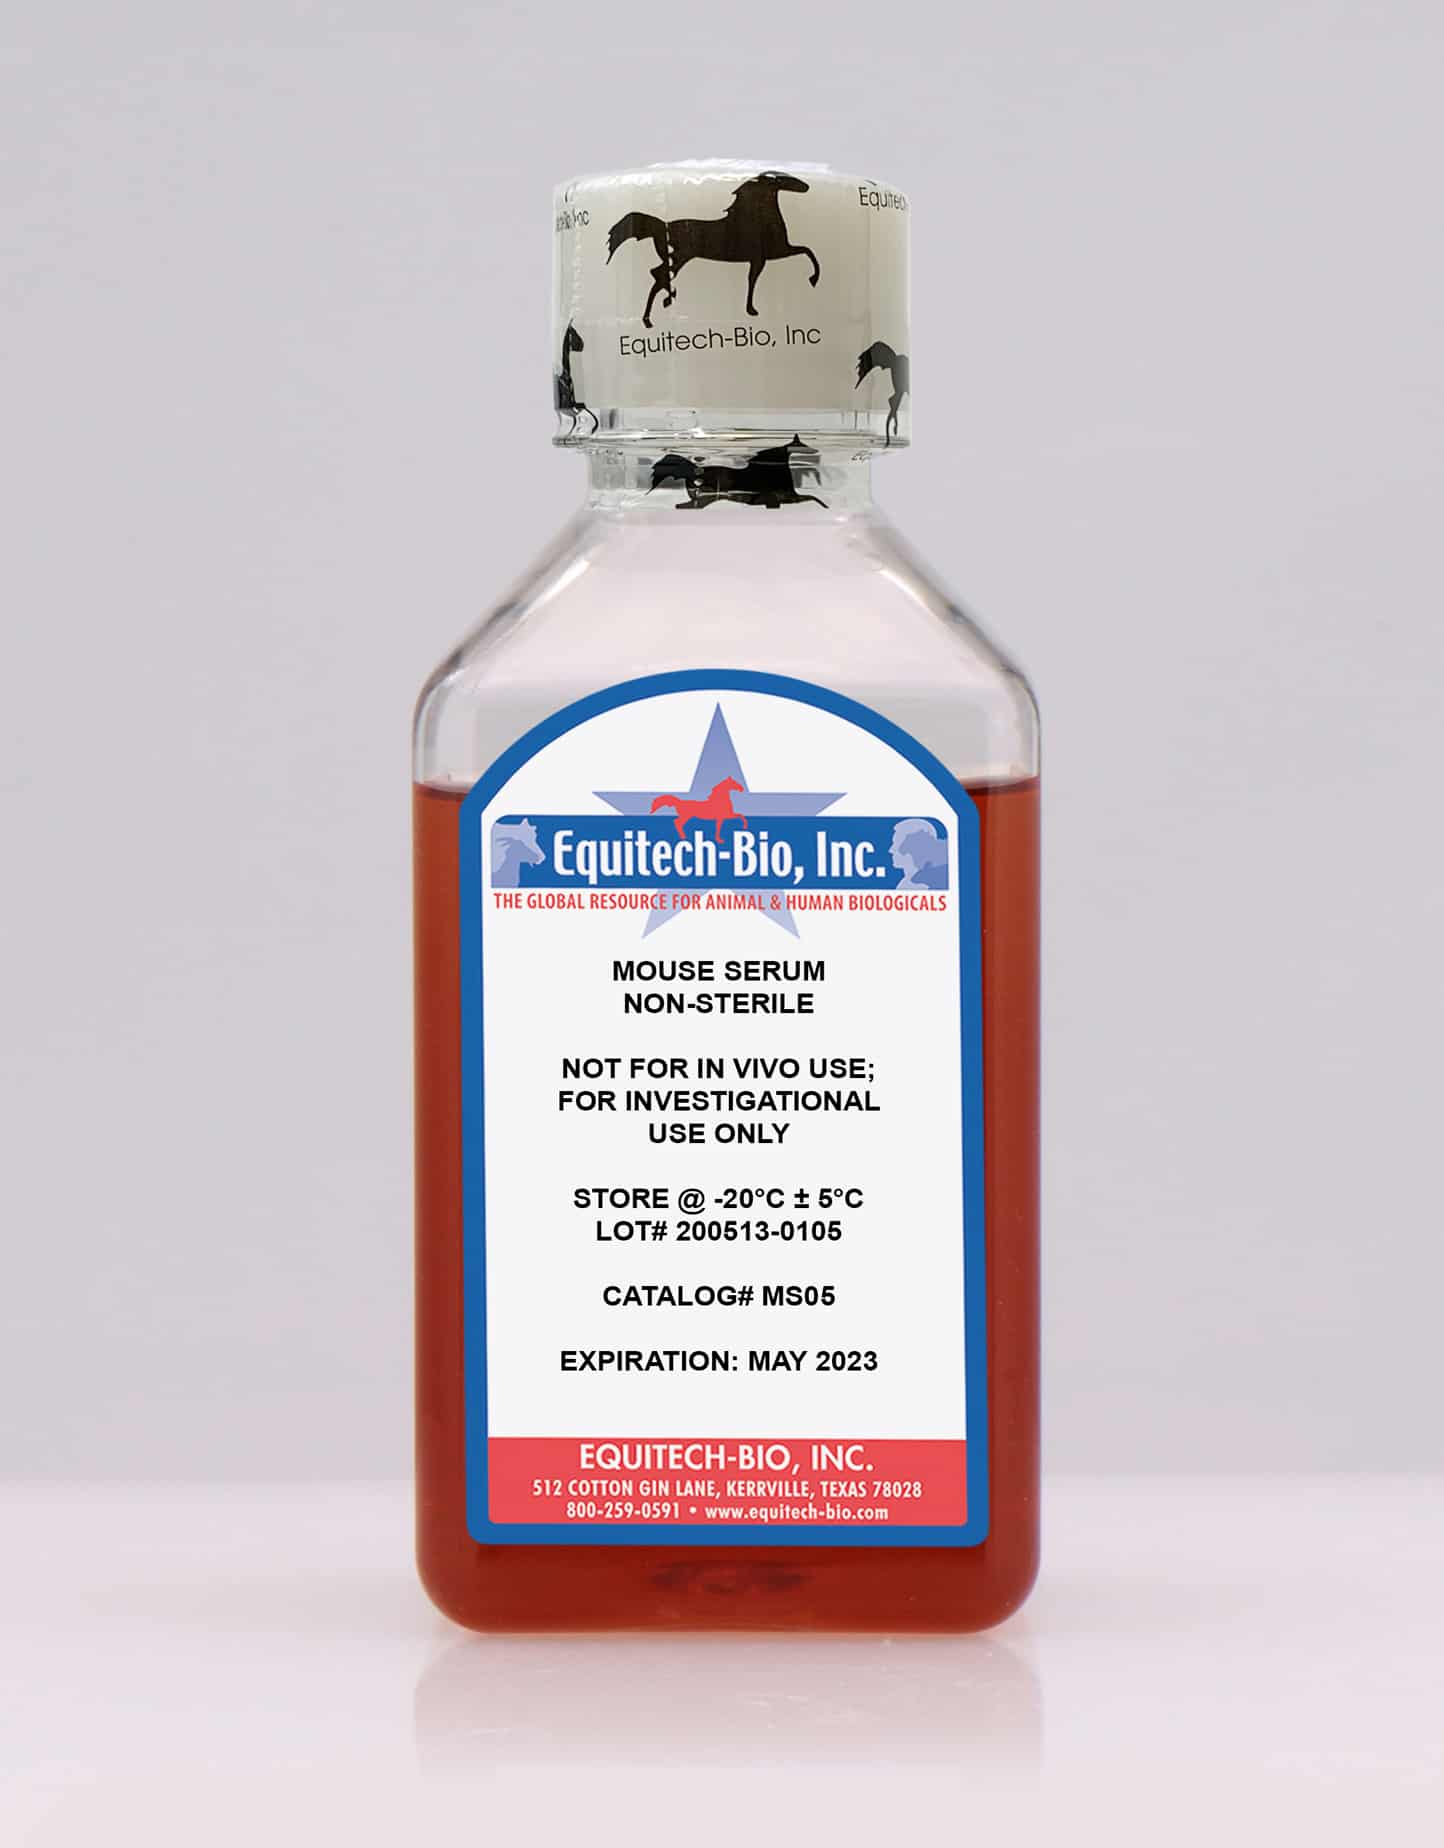 Equitech
Inc
Equitech-Bio, Inc
Equitech-Bio, Inc.
THE GLOBAL RESOURCE FOR ANIMAL & HUMAN BIOLOGICALS
MOUSE SERUM
NON-STERILE
NOT FOR IN VIVO USE;
FOR INVESTIGATIONAL
USE ONLY
STORE @ -20°C ± 5°C
LOT# 200513-0105
CATALOG# MS05
EXPIRATION: MAY 2023
EQUITECH-BIO, INC.
512 COTTON GIN LANE, KERRVILLE, TEXAS 78028
800-259-0591 • www.equitech-bio.com